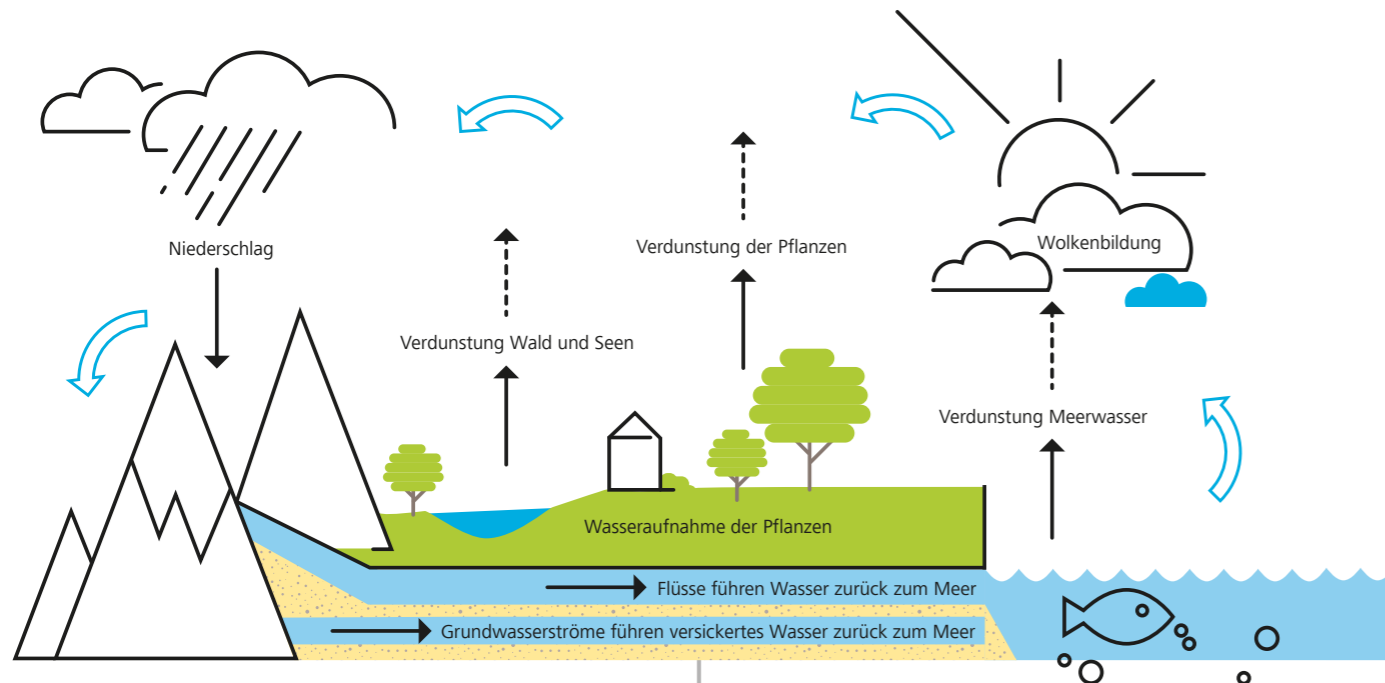 Niederschlag
Verdunstung der Pflanzen
Wolkenbildung
Verdunstung Wald und Seen
Verdunstung Meerwasser
Wasseraufnahme der Pflanzen
Flüsse führen Wasser zurück zum Meer
Grundwasserströme führen versickertes Wasser zurück zum Meer